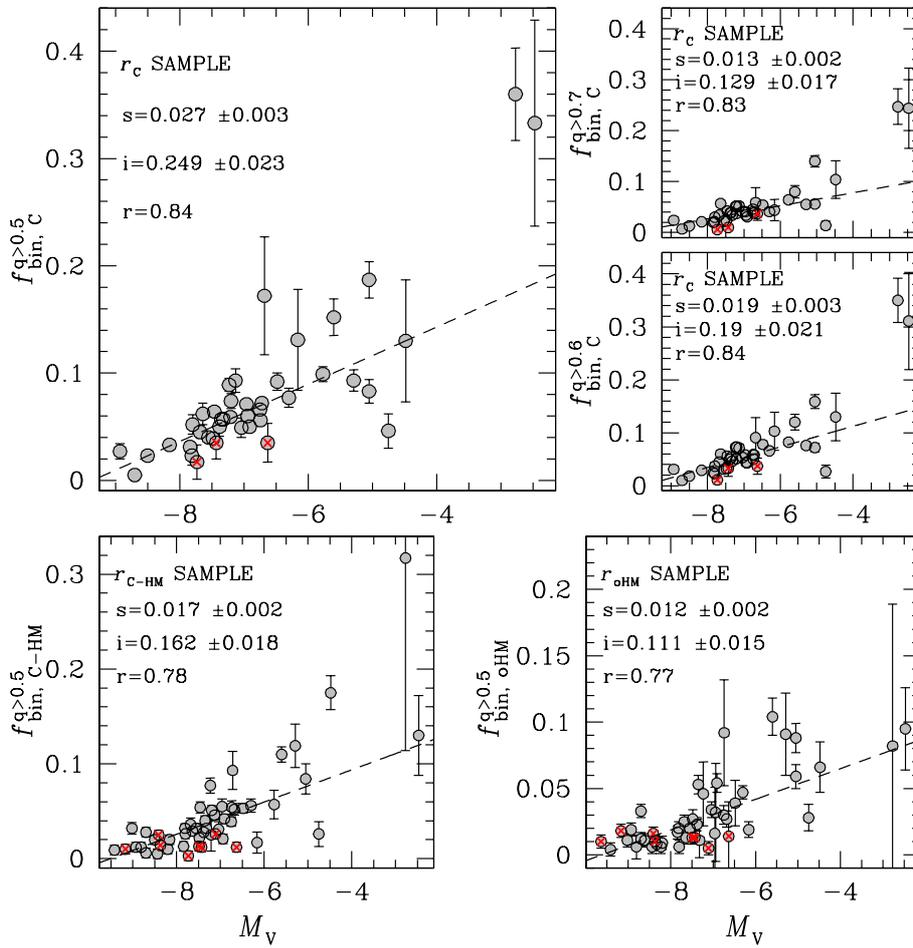 0.4
0.3
0.2
0.1
0
f bin, C q>0.5
r_C SAMPLE
s=0.027 ±0.003
i=0.249 ±0.023
r=0.84
−8
−6
−4
0.4
0.3
0.2
0.1
0
f bin, C q>0.7
r_C SAMPLE
s=0.013 ±0.002
i=0.129 ±0.017
r=0.83
0.4
0.3
0.2
0.1
0
f bin, C q>0.6
r_C SAMPLE
s=0.019 ±0.003
i=0.19 ±0.021
r=0.84
−8
−6
−4
0.3
0.2
0.1
0
f bin, C−HM q>0.5
r_C−HM SAMPLE
s=0.017 ±0.002
i=0.162 ±0.018
r=0.78
−8
−6
−4
M_V
0.2
0.15
0.1
0.05
0
f bin, oHM q>0.5
r_oHM SAMPLE
s=0.012 ±0.002
i=0.111 ±0.015
r=0.77
−8
−6
−4
M_V